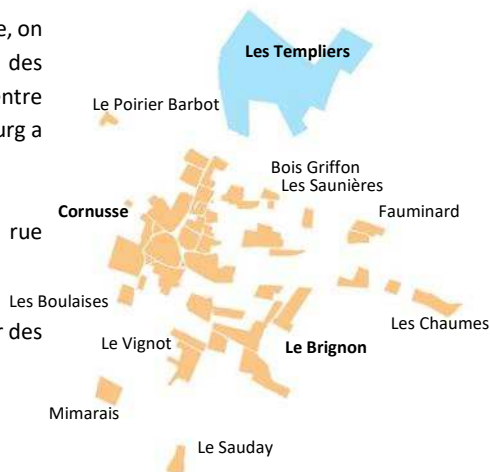 e, on
des
entre
urg a
rue
r des
Les Templiers
Le Poirier Barbot
Bois Griffon
Les Saunières
Cornusse
Fauminard
Les Boulaises
Les Chaumes
Le Vignot
Le Brignon
Mimarais
Le Sauday